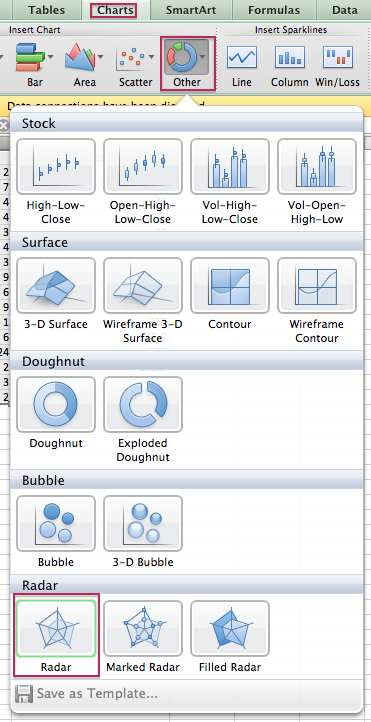 Tables Charts SmartArt Formulas Data
Insert Chart Insert Sparklines
Bar Area Scatter Other Line Column Win/Loss
Data connections have been
Stock
High-Low-
Close
Open-High-
Low-Close
Vol-High-
Low-Close
Vol-Open-
High-Low
Surface
3-D Surface
Wireframe 3-D
Surface
Contour
Wireframe
Contour
Doughnut
Doughnut
Exploded
Doughnut
Bubble
Bubble
3-D Bubble
Radar
Radar
Marked Radar
Filled Radar
Save as Template...